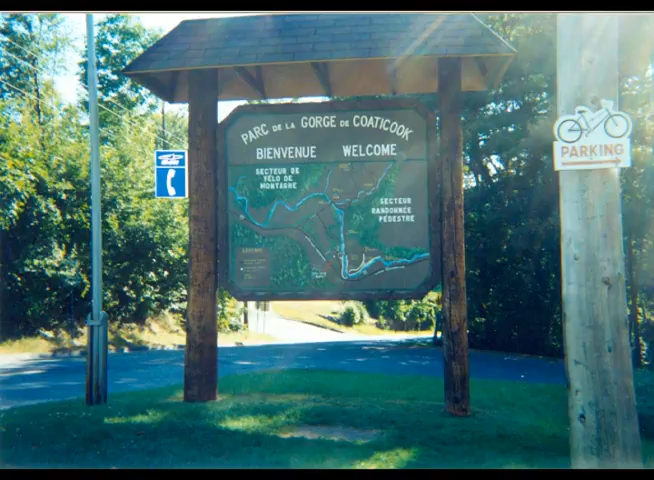 PARC DE LA GORGE DE COATICOOK
BIENVENUE WELCOME
SECTEUR DE
VÉLO DE
MONTAGNE
SECTEUR
RANDONNÉE
PÉDESTRE
PARKING